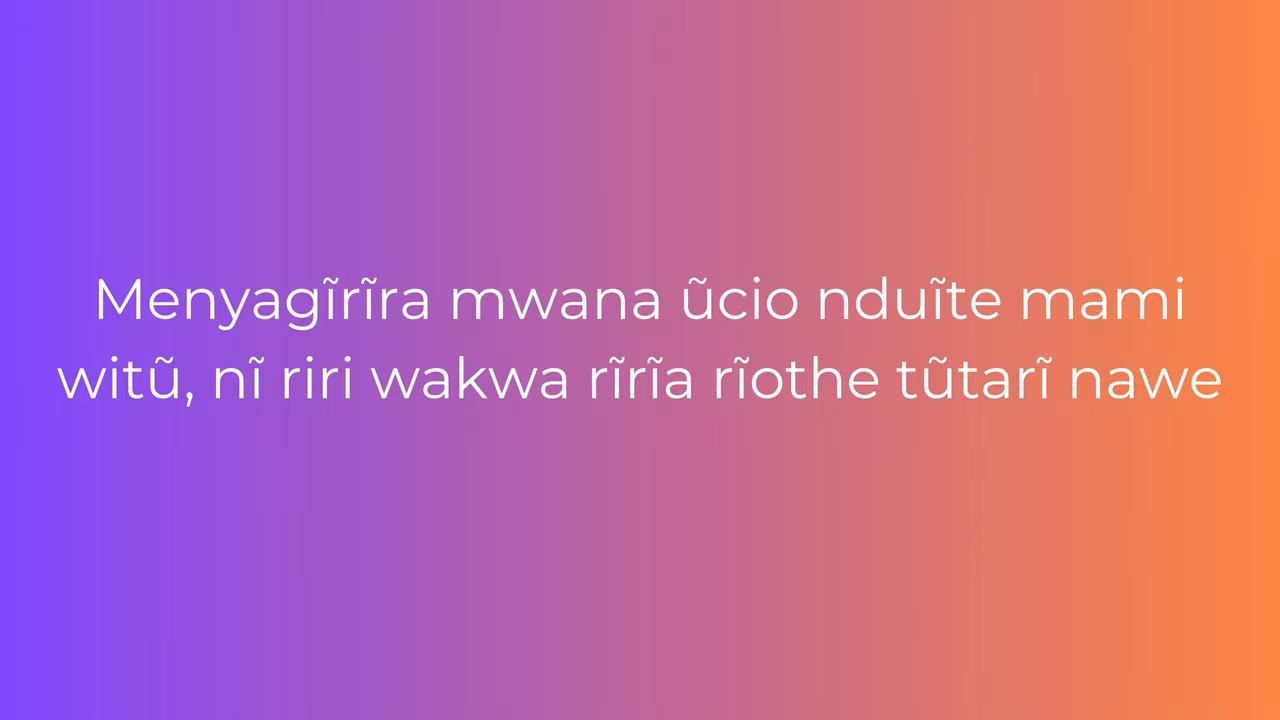 Menyagĩrĩra mwana ũcio nduĩte mami
witũ, nĩ riri wakwa rĩrĩa rĩothe tũtarĩ nawe